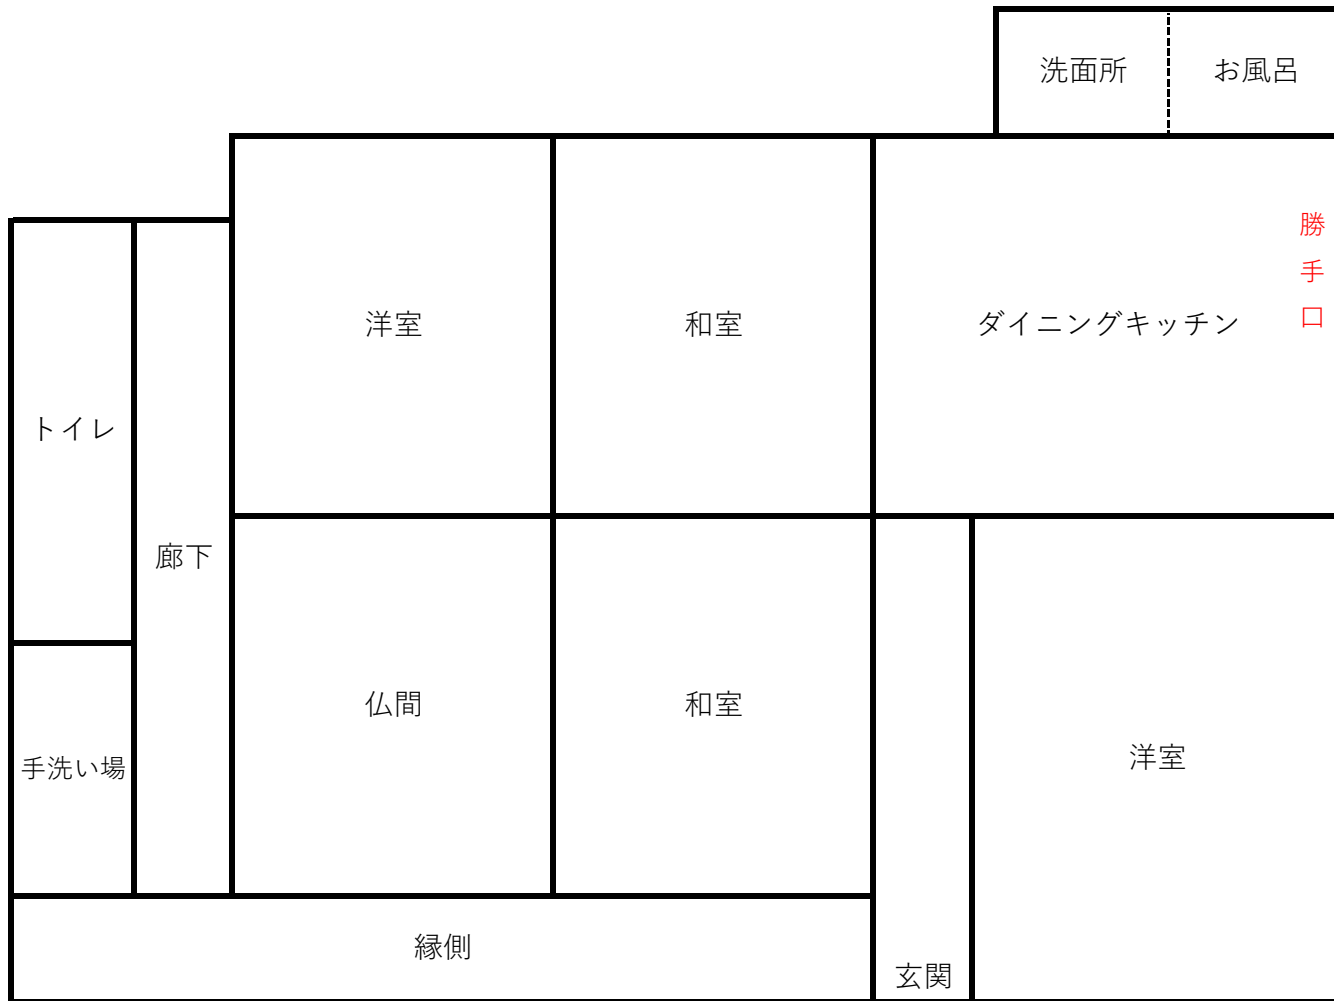 洗面所
お風呂
洋室
和室
ダイニングキッチン
勝手口
トイレ
廊下
仏間
和室
洋室
手洗い場
縁側
玄関